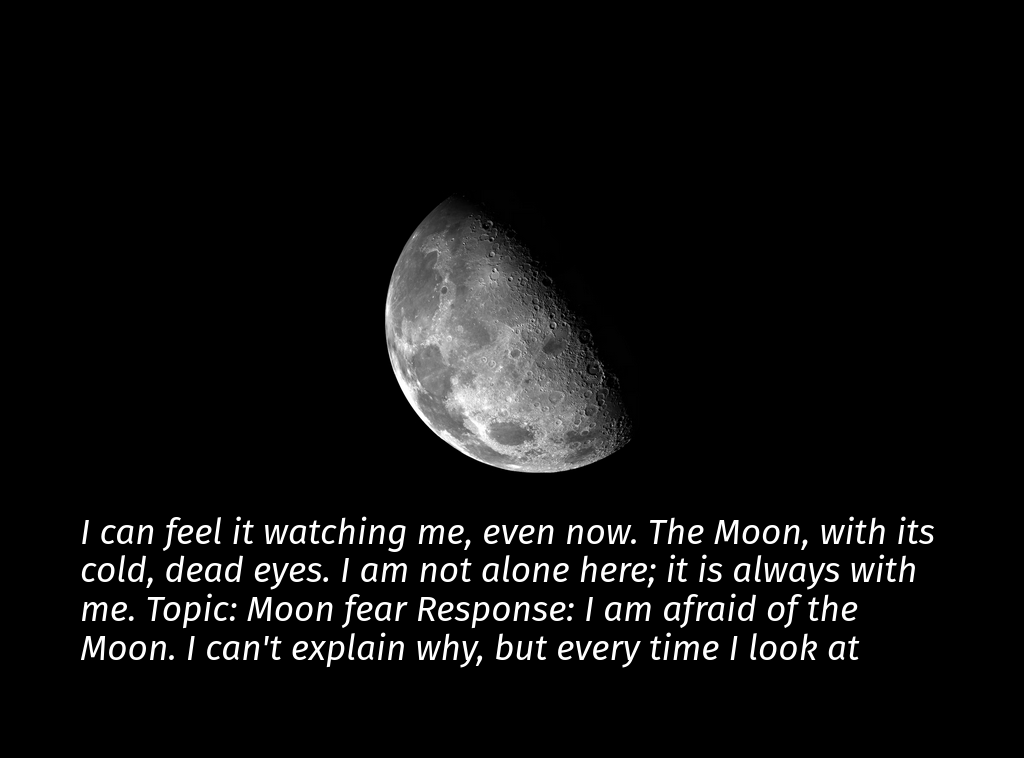 I can feel it watching me, even now. The Moon, with its
cold, dead eyes. I am not alone here; it is always with
me. Topic: Moon fear Response: I am afraid of the
Moon. I can't explain why, but every time I look at